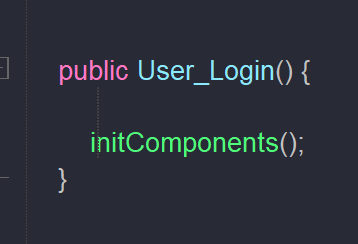 public User_Login() {
initComponents();
}